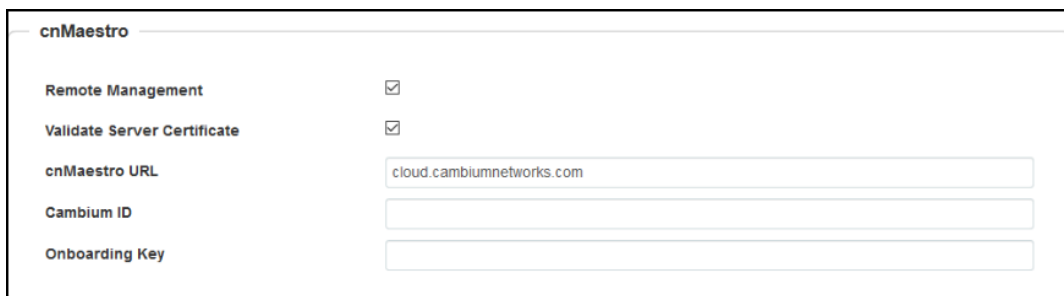 cnMaestro
Remote Management
Validate Server Certificate
cnMaestro URL cloud.cambiumnetworks.com
Cambium ID
Onboarding Key